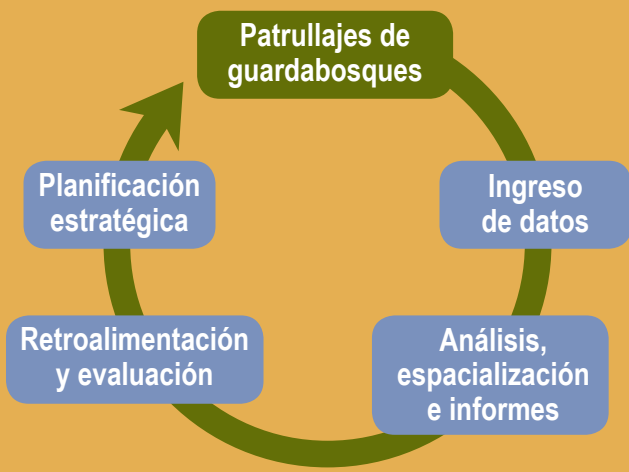 Patrullajes de
guardabosques
Ingreso
de datos
Análisis,
espacialización
e informes
Retroalimentación
y evaluación
Planificación
estratégica